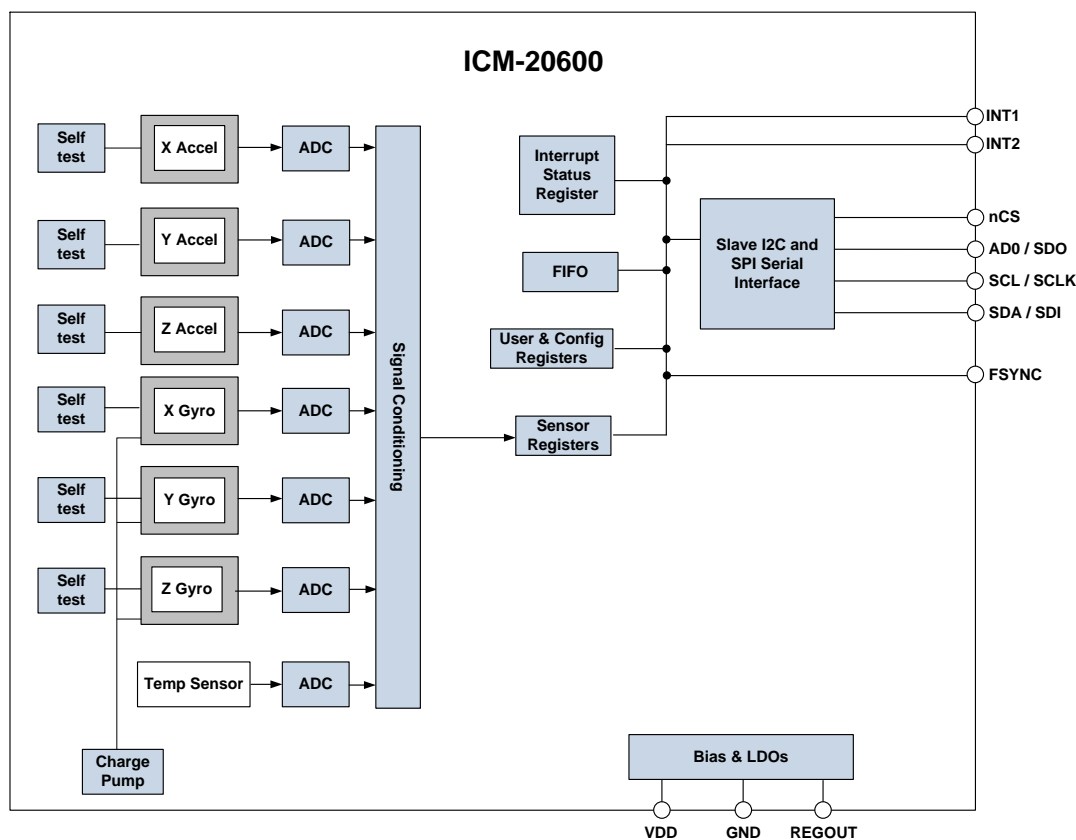 ICM-20600
Self
test
X Accel
ADC
Self
test
Y Accel
ADC
Self
test
Z Accel
ADC
Self
test
X Gyro
ADC
Self
test
Y Gyro
ADC
Self
test
Z Gyro
ADC
Temp Sensor
ADC
Charge
Pump
Signal Conditioning
Interrupt
Status
Register
FIFO
User & Config
Registers
Sensor
Registers
Slave I2C and
SPI Serial
Interface
INT1
INT2
nCS
AD0 / SDO
SCL / SCLK
SDA / SDI
FSYNC
Bias & LDOs
VDD
GND
REGOUT